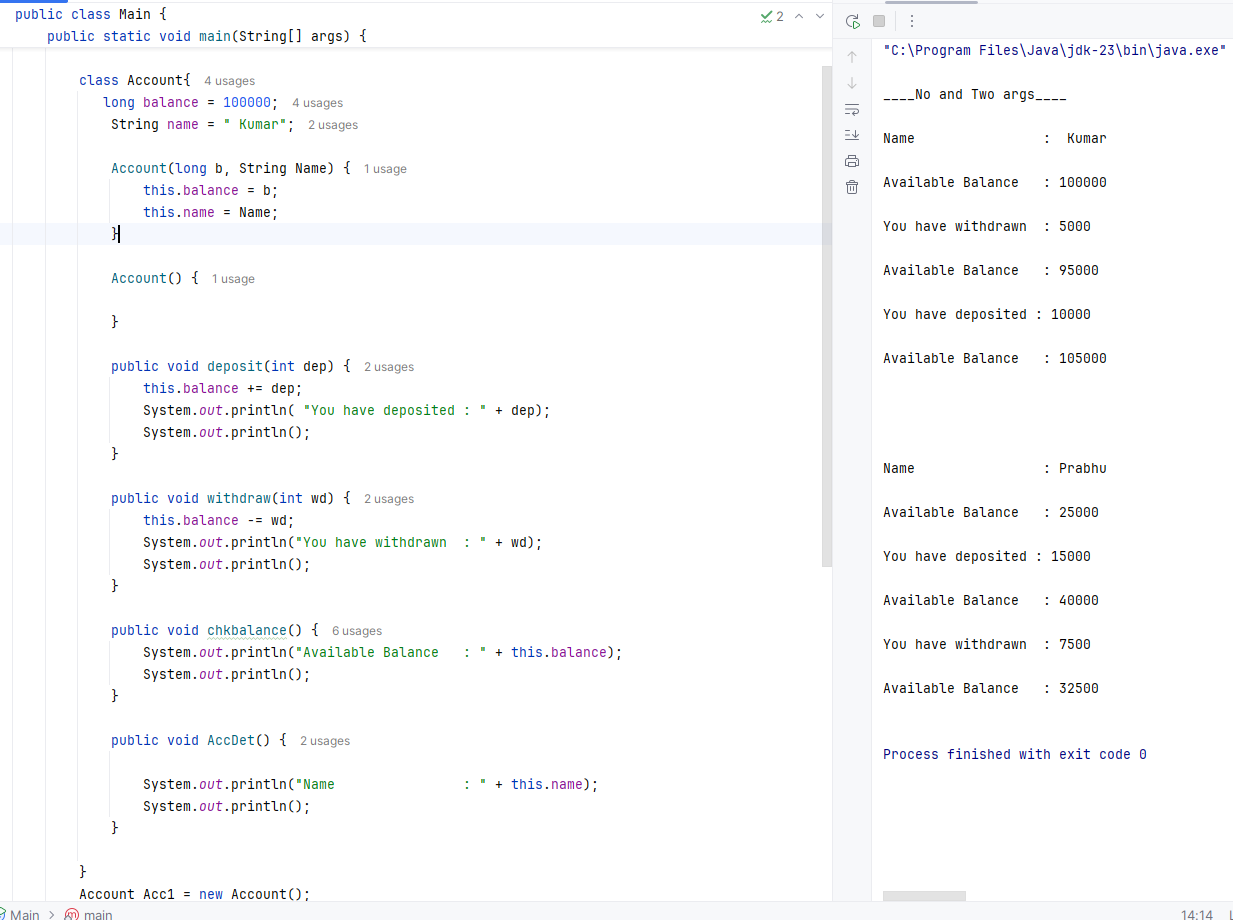 public class Main {
public static void main(String[] args) {
class Account{ 4 usages
long balance = 100000; 4 usages
String name = " Kumar"; 2 usages
Account(long b, String Name) { 1 usage
this.balance = b;
this.name = Name;
}
Account() { 1 usage
}
public void deposit(int dep) { 2 usages
this.balance += dep;
System.out.println( "You have deposited : " + dep);
System.out.println();
}
public void withdraw(int wd) { 2 usages
this.balance -= wd;
System.out.println("You have withdrawn  : " + wd);
System.out.println();
}
public void chkbalance() { 6 usages
System.out.println("Available Balance   : " + this.balance);
System.out.println();
}
public void AccDet() { 2 usages
System.out.println("Name                : " + this.name);
System.out.println();
}
}
Account Acc1 = new Account();
2
Main > main
"C:\Program Files\Java\jdk-23\bin\java.exe"
____No and Two args____
Name                :  Kumar
Available Balance   : 100000
You have withdrawn  : 5000
Available Balance   : 95000
You have deposited : 10000
Available Balance   : 105000
Name                : Prabhu
Available Balance   : 25000
You have deposited : 15000
Available Balance   : 40000
You have withdrawn  : 7500
Available Balance   : 32500
Process finished with exit code 0
14:14